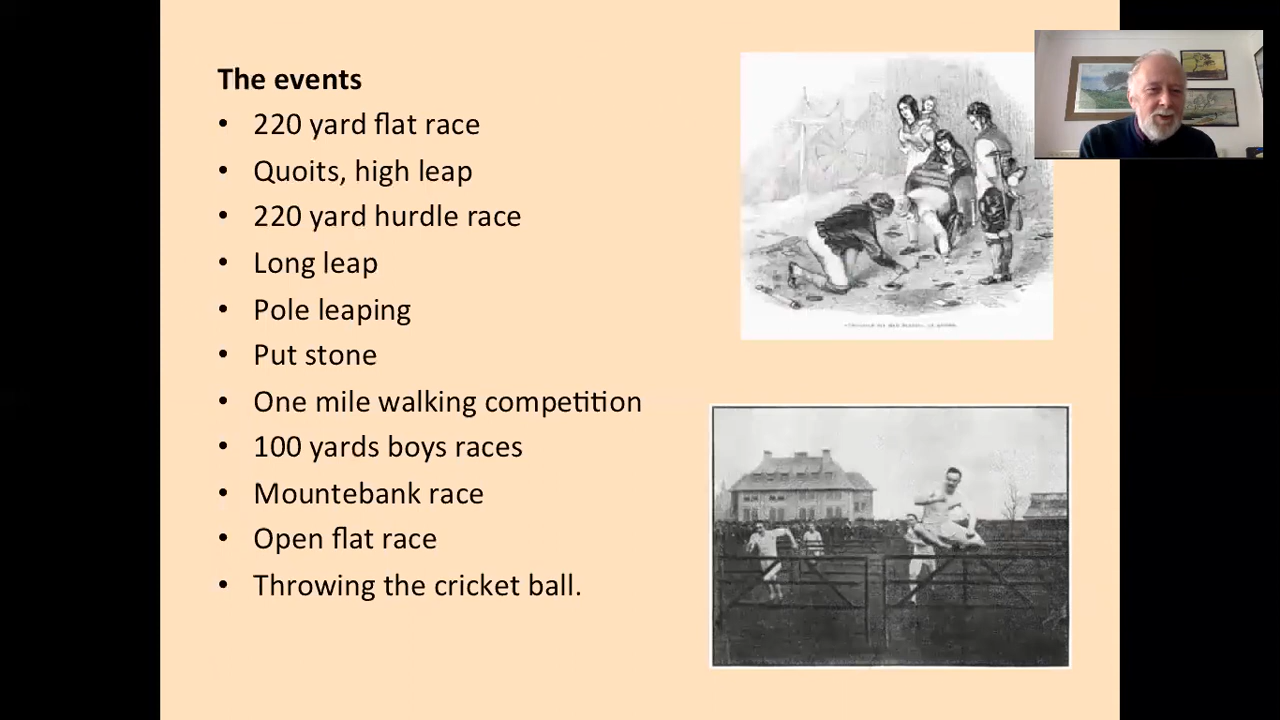 The events
• 220 yard flat race
• Quoits, high leap
• 220 yard hurdle race
• Long leap
• Pole leaping
• Put stone
• One mile walking competition
• 100 yards boys races
• Mountebank race
• Open flat race
• Throwing the cricket ball.